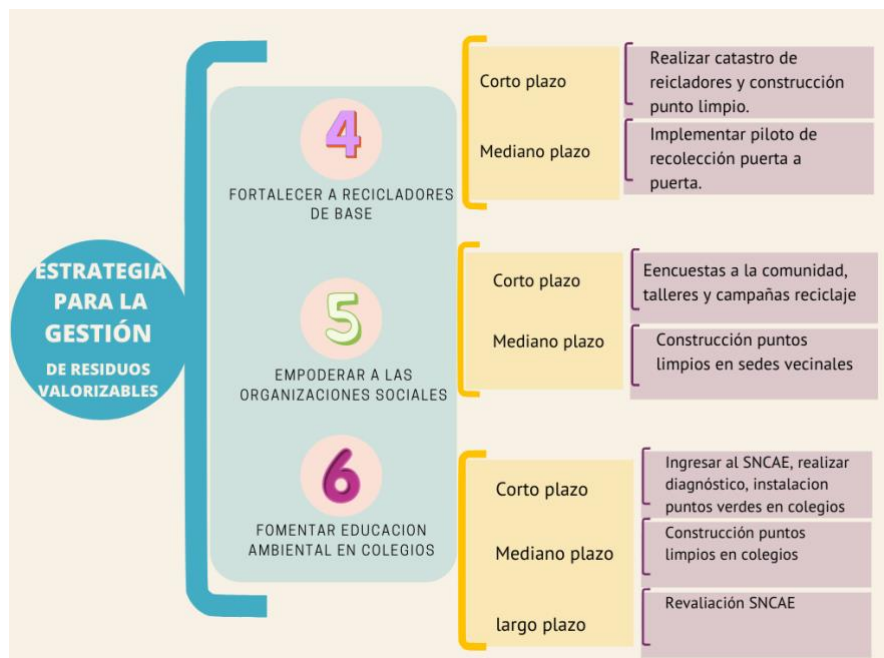 ESTRATEGIA
PARA LA
GESTIÓN
DE RESIDUOS
VALORIZABLES
4
FORTALECER A RECICLADORES
DE BASE
Corto plazo
Realizar catastro de
reicladores y construcción
punto limpio.
Mediano plazo
Implementar piloto de
recolección puerta a
puerta.
5
EMPODERAR A LAS
ORGANIZACIONES SOCIALES
Corto plazo
Eencuestas a la comunidad,
talleres y campañas reciclaje
Mediano plazo
Construcción puntos
limpios en sedes vecinales
6
FOMENTAR EDUCACION
AMBIENTAL EN COLEGIOS
Corto plazo
Ingresar al SNCAE, realizar
diagnóstico, instalacion
puntos verdes en colegios
Mediano plazo
Construcción puntos
limpios en colegios
largo plazo
Revaliación SNCAE